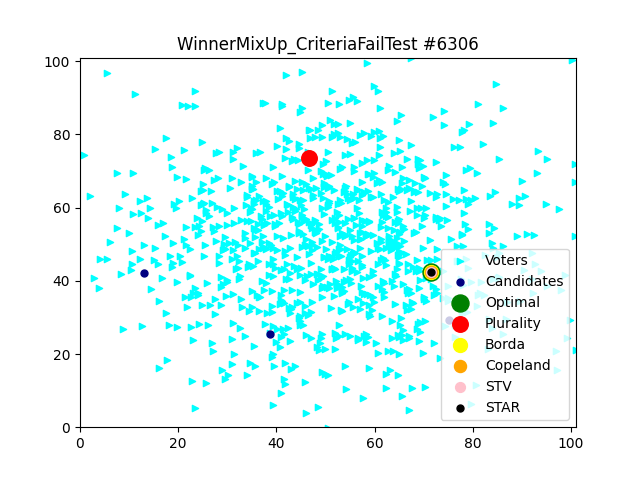 WinnerMixUp_CriteriaFailTest #6306
100
80
60
40
20
0
0
20
40
60
80
100
Voters
Candidates
Optimal
Plurality
Borda
Copeland
STV
STAR